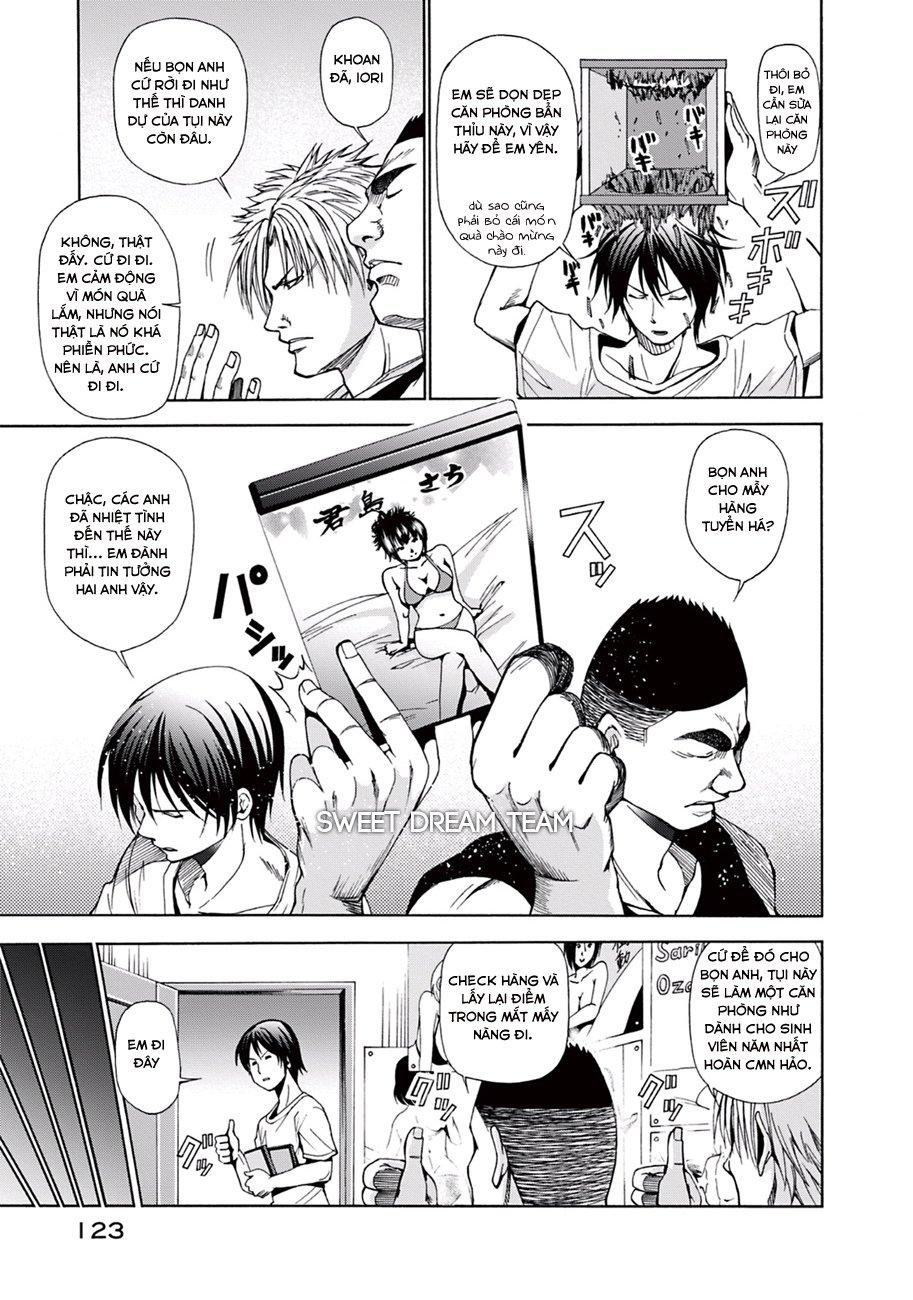 THÔI BỎ
ĐI, EM
CẦN SỬA
LẠI CĂN
PHÒNG
NÀY
EM SẼ DỌN DẸP
CĂN PHÒNG BẨN
THỈU NÀY, VÌ VẬY
HÃY ĐỂ EM YÊN.
dù sao cũng
phải bỏ cái món
quà chào mừng
này đi.
バキ
バキ
ズボ
バキ
バキ
KHOAN
ĐÃ, IORI
NẾU BỌN ANH
CỨ RỜI ĐI NHƯ
THẾ THÌ DANH
DỰ CỦA TỤI NÀY
CÒN ĐÂU.
KHÔNG, THẬT
ĐẤY. CỨ ĐI ĐI.
EM CẢM ĐỘNG
VÌ MÓN QUÀ
LẮM, NHƯNG NÓI
THẬT LÀ NÓ KHÁ
PHIỀN PHỨC.
NÊN LÀ, ANH CỨ
ĐI ĐI.
BỌN ANH
CHO MẤY
HÀNG
TUYỂN HÁ?
スッ
君島 さち
パシッ
CHẬC, CÁC ANH
ĐÃ NHIỆT TÌNH
ĐẾN THẾ NÀY
THÌ... EM ĐÀNH
PHẢI TIN TƯỞNG
HAI ANH VẬY.
SWEET DREAM TEAM
CỨ ĐỂ ĐÓ CHO
BỌN ANH, TỤI NÀY
SẼ LÀM MỘT CĂN
PHÒNG NHƯ
DÀNH CHO SINH
VIÊN NĂM NHẤT
HOÀN CMN HẢO.
CHECK HÀNG VÀ
LẤY LẠI ĐIỂM
TRONG MẮT MẤY
NÀNG ĐI.
グッ
グッ
EM ĐI
ĐÂY
グッ
123